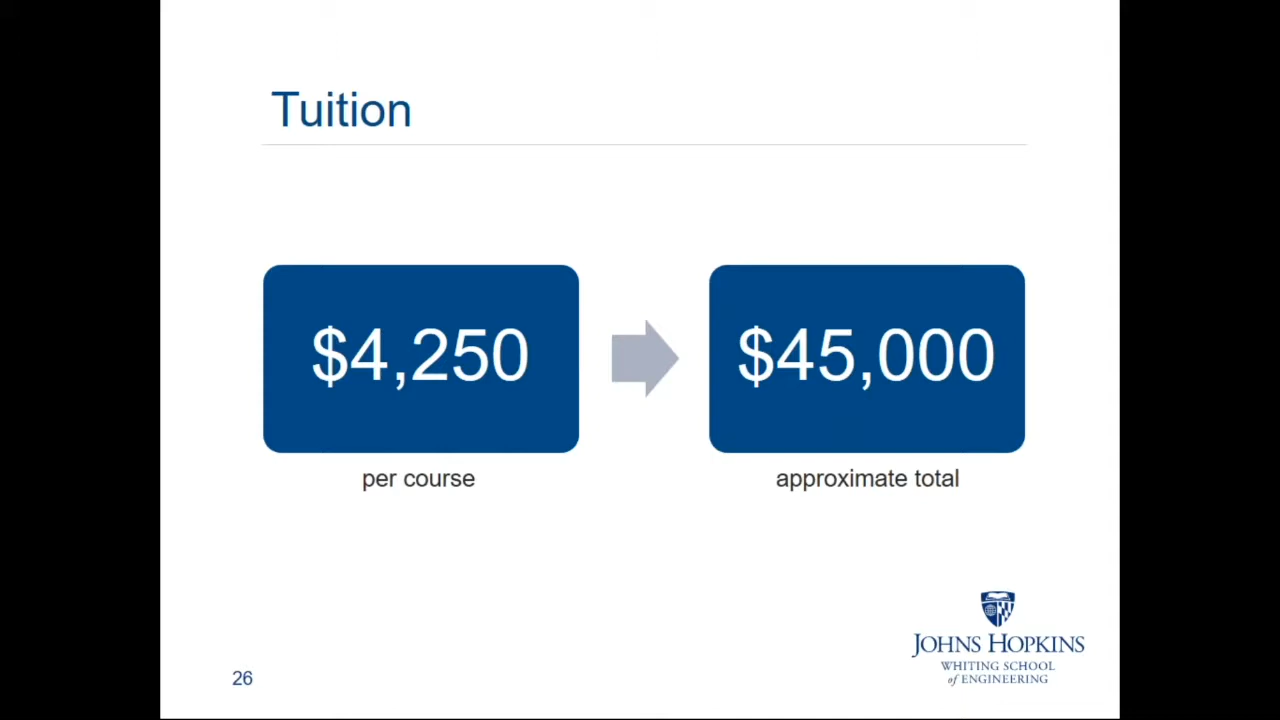 Tuition
$4,250
$45,000
per course
approximate total
JOHNS HOPKINS
WHITING SCHOOL
of ENGINEERING
26